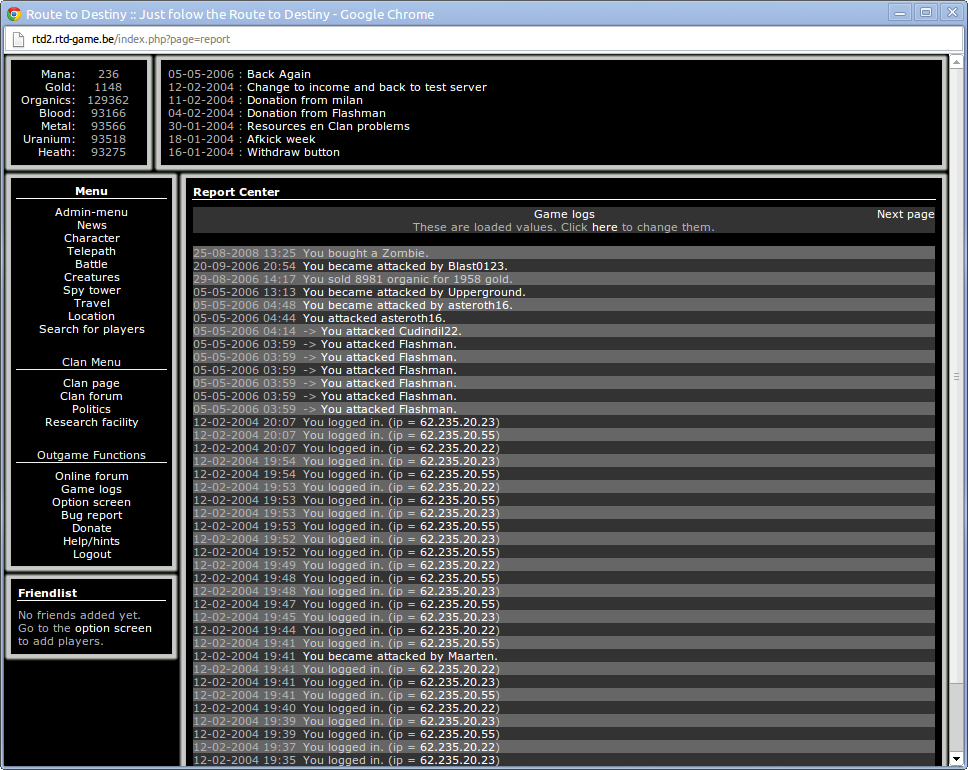 Route to Destiny :: Just folow the Route to Destiny - Google Chrome
rtd2.rtd-game.be/index.php?page=report
Mana: 236
Gold: 1148
Organics: 129362
Blood: 93166
Metal: 93566
Uranium: 93518
Heath: 93275
05-05-2006 : Back Again
12-02-2004 : Change to income and back to test server
11-02-2004 : Donation from milan
04-02-2004 : Donation from Flashman
30-01-2004 : Resources en Clan problems
18-01-2004 : Afkick week
16-01-2004 : Withdraw button
Menu
Admin-menu
News
Character
Telepath
Battle
Creatures
Spy tower
Travel
Location
Search for players
Clan Menu
Clan page
Clan forum
Politics
Research facility
Outgame Functions
Online forum
Game logs
Option screen
Bug report
Donate
Help/hints
Logout
Friendlist
No friends added yet.
Go to the option screen
to add players.
Report Center
Game logs Next page
These are loaded values. Click here to change them.
25-08-2008 13:25 You bought a Zombie.
20-09-2006 20:54 You became attacked by Blast0123.
29-08-2006 14:17 You sold 8981 organic for 1958 gold.
05-05-2006 13:13 You became attacked by Upperground.
05-05-2006 04:48 You became attacked by asteroth16.
05-05-2006 04:44 You attacked asteroth16.
05-05-2006 04:14 -> You attacked Cudindil22.
05-05-2006 03:59 -> You attacked Flashman.
05-05-2006 03:59 -> You attacked Flashman.
05-05-2006 03:59 -> You attacked Flashman.
05-05-2006 03:59 -> You attacked Flashman.
05-05-2006 03:59 -> You attacked Flashman.
05-05-2006 03:59 -> You attacked Flashman.
12-02-2004 20:07 You logged in. (ip = 62.235.20.23)
12-02-2004 20:07 You logged in. (ip = 62.235.20.55)
12-02-2004 20:07 You logged in. (ip = 62.235.20.22)
12-02-2004 19:54 You logged in. (ip = 62.235.20.23)
12-02-2004 19:54 You logged in. (ip = 62.235.20.55)
12-02-2004 19:53 You logged in. (ip = 62.235.20.22)
12-02-2004 19:53 You logged in. (ip = 62.235.20.55)
12-02-2004 19:53 You logged in. (ip = 62.235.20.23)
12-02-2004 19:53 You logged in. (ip = 62.235.20.55)
12-02-2004 19:52 You logged in. (ip = 62.235.20.23)
12-02-2004 19:52 You logged in. (ip = 62.235.20.55)
12-02-2004 19:49 You logged in. (ip = 62.235.20.22)
12-02-2004 19:48 You logged in. (ip = 62.235.20.55)
12-02-2004 19:48 You logged in. (ip = 62.235.20.23)
12-02-2004 19:47 You logged in. (ip = 62.235.20.55)
12-02-2004 19:45 You logged in. (ip = 62.235.20.23)
12-02-2004 19:44 You logged in. (ip = 62.235.20.22)
12-02-2004 19:41 You logged in. (ip = 62.235.20.55)
12-02-2004 19:41 You became attacked by Maarten.
12-02-2004 19:41 You logged in. (ip = 62.235.20.22)
12-02-2004 19:41 You logged in. (ip = 62.235.20.23)
12-02-2004 19:41 You logged in. (ip = 62.235.20.55)
12-02-2004 19:40 You logged in. (ip = 62.235.20.22)
12-02-2004 19:39 You logged in. (ip = 62.235.20.23)
12-02-2004 19:39 You logged in. (ip = 62.235.20.55)
12-02-2004 19:37 You logged in. (ip = 62.235.20.22)
12-02-2004 19:35 You logged in. (ip = 62.235.20.23)